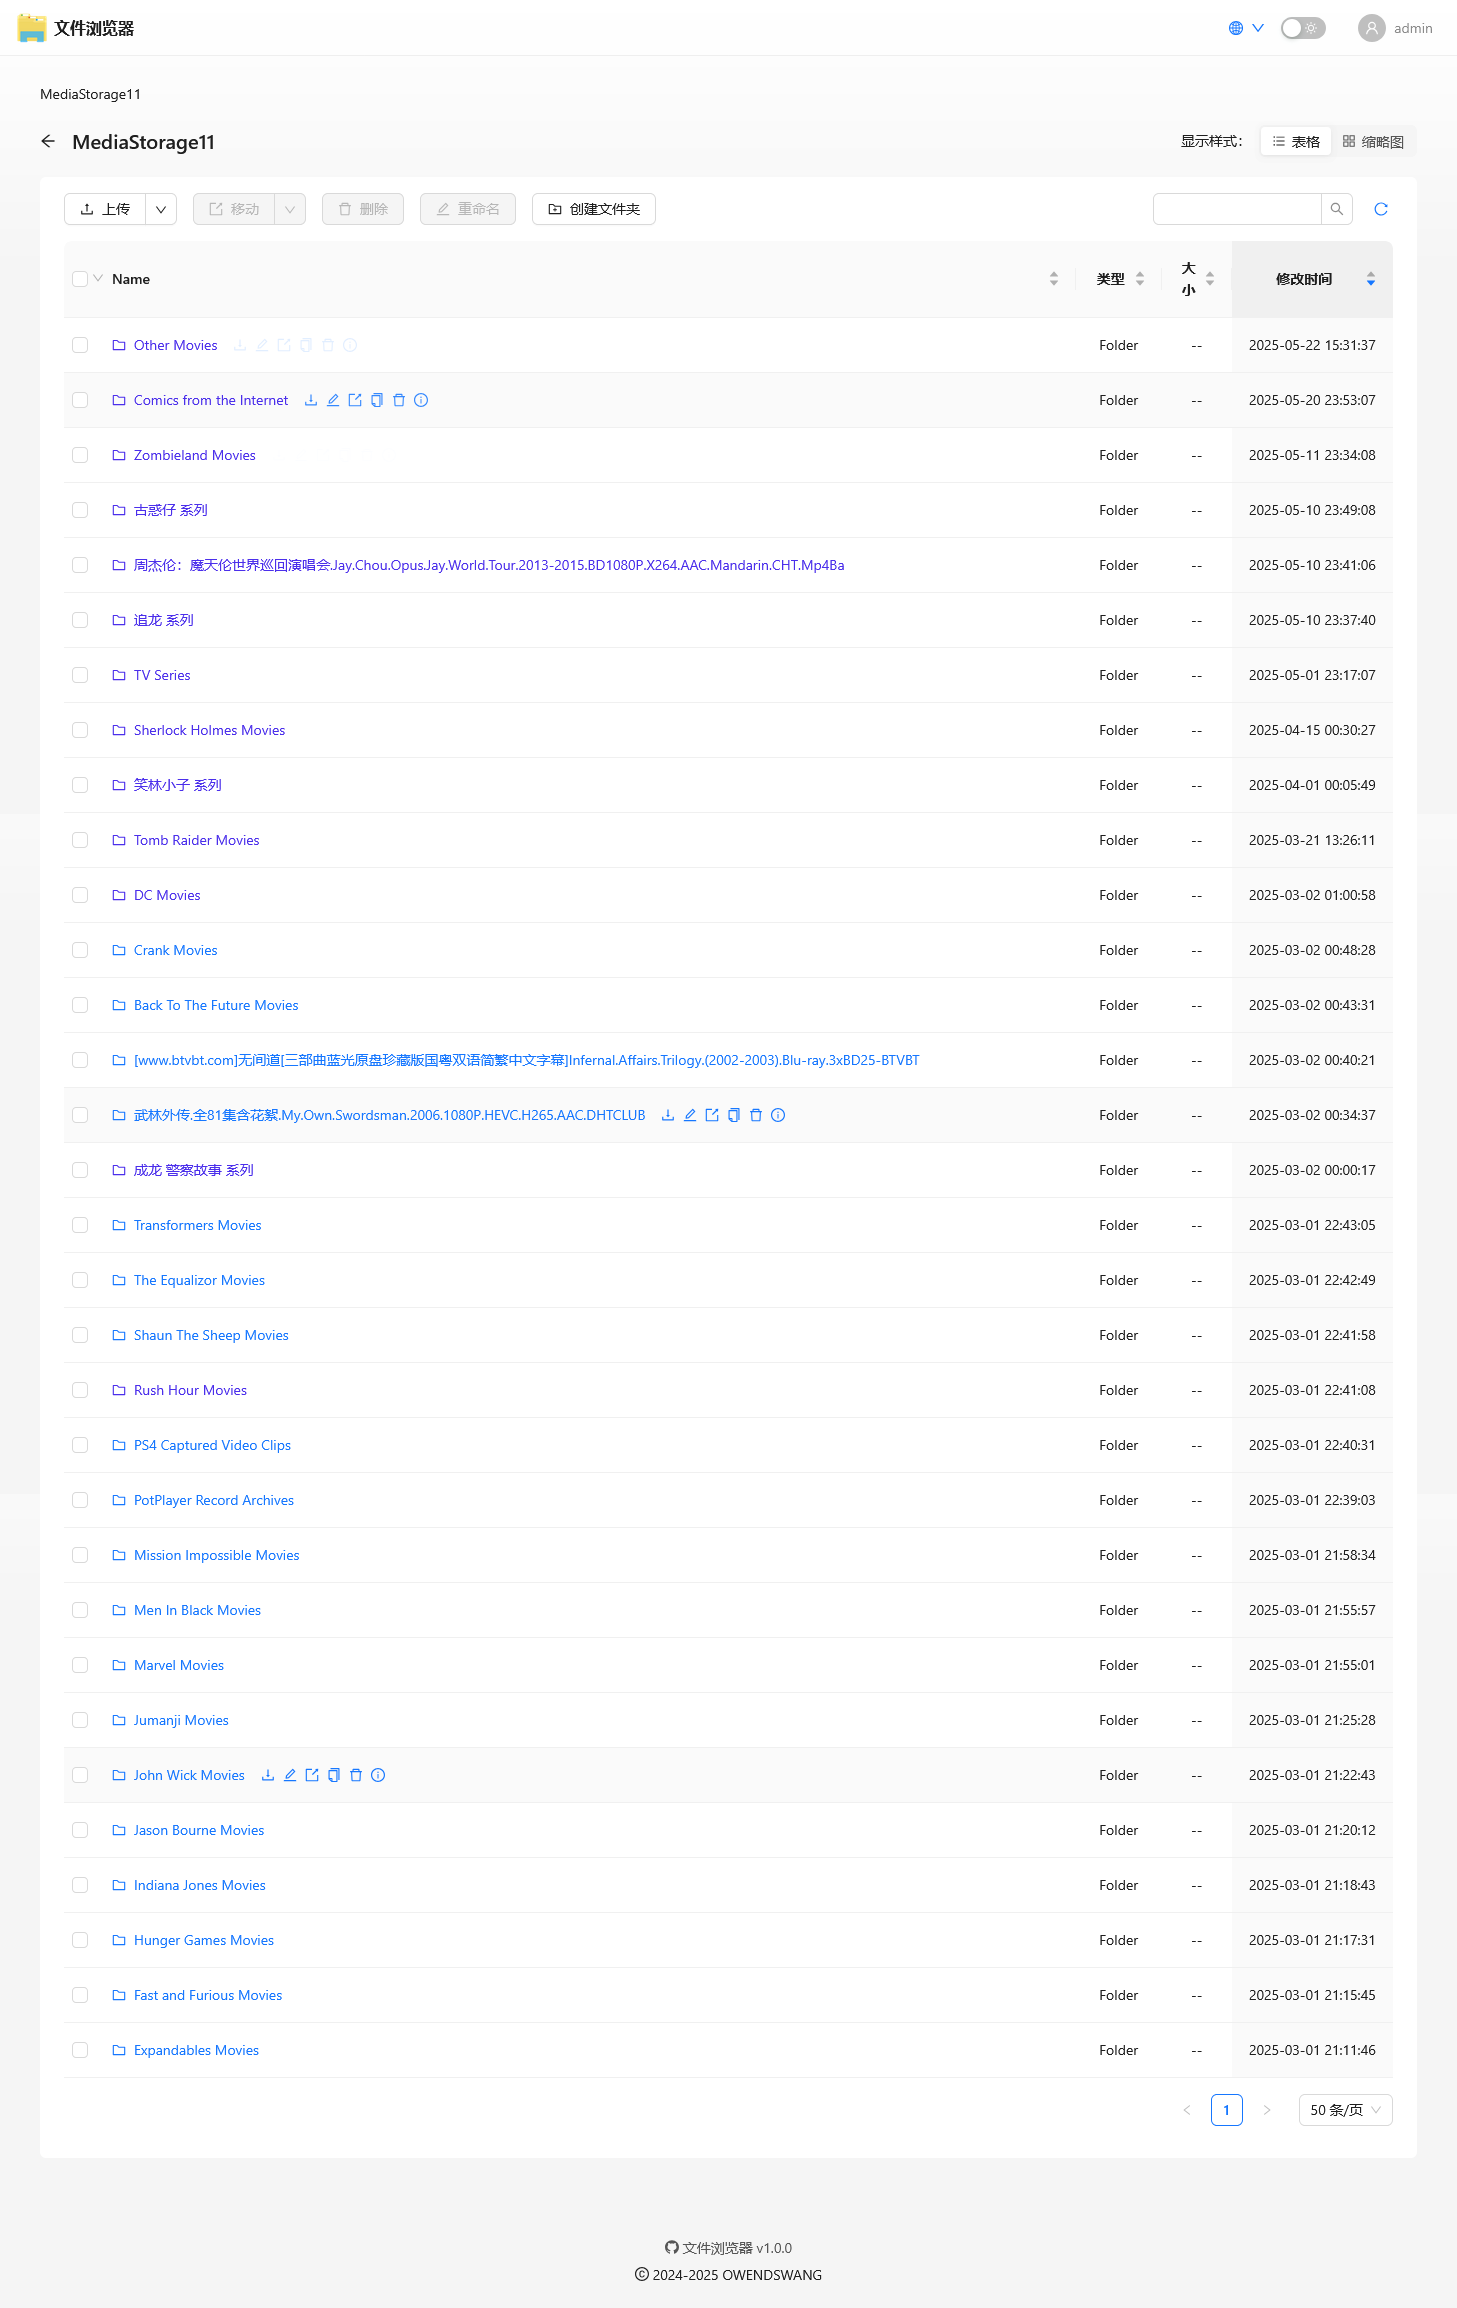 文件浏览器
admin
MediaStorage11
MediaStorage11
显示样式： 表格 缩略图
上传 移动 删除 重命名 创建文件夹
Name 类型 大小 修改时间
Other Movies Folder -- 2025-05-22 15:31:37
Comics from the Internet Folder -- 2025-05-20 23:53:07
Zombieland Movies Folder -- 2025-05-11 23:34:08
古惑仔 系列 Folder -- 2025-05-10 23:49:08
周杰伦：魔天伦世界巡回演唱会.Jay.Chou.Opus.Jay.World.Tour.2013-2015.BD1080P.X264.AAC.Mandarin.CHT.Mp4Ba Folder -- 2025-05-10 23:41:06
追龙 系列 Folder -- 2025-05-10 23:37:40
TV Series Folder -- 2025-05-01 23:17:07
Sherlock Holmes Movies Folder -- 2025-04-15 00:30:27
笑林小子 系列 Folder -- 2025-04-01 00:05:49
Tomb Raider Movies Folder -- 2025-03-21 13:26:11
DC Movies Folder -- 2025-03-02 01:00:58
Crank Movies Folder -- 2025-03-02 00:48:28
Back To The Future Movies Folder -- 2025-03-02 00:43:31
[www.btvbt.com]无间道[三部曲蓝光原盘珍藏版国粤双语简繁中文字幕]Infernal.Affairs.Trilogy.(2002-2003).Blu-ray.3xBD25-BTVBT Folder -- 2025-03-02 00:40:21
武林外传.全81集含花絮.My.Own.Swordsman.2006.1080P.HEVC.H265.AAC.DHTCLUB Folder -- 2025-03-02 00:34:37
成龙 警察故事 系列 Folder -- 2025-03-02 00:00:17
Transformers Movies Folder -- 2025-03-01 22:43:05
The Equalizor Movies Folder -- 2025-03-01 22:42:49
Shaun The Sheep Movies Folder -- 2025-03-01 22:41:58
Rush Hour Movies Folder -- 2025-03-01 22:41:08
PS4 Captured Video Clips Folder -- 2025-03-01 22:40:31
PotPlayer Record Archives Folder -- 2025-03-01 22:39:03
Mission Impossible Movies Folder -- 2025-03-01 21:58:34
Men In Black Movies Folder -- 2025-03-01 21:55:57
Marvel Movies Folder -- 2025-03-01 21:55:01
Jumanji Movies Folder -- 2025-03-01 21:25:28
John Wick Movies Folder -- 2025-03-01 21:22:43
Jason Bourne Movies Folder -- 2025-03-01 21:20:12
Indiana Jones Movies Folder -- 2025-03-01 21:18:43
Hunger Games Movies Folder -- 2025-03-01 21:17:31
Fast and Furious Movies Folder -- 2025-03-01 21:15:45
Expandables Movies Folder -- 2025-03-01 21:11:46
1 50 条/页
文件浏览器 v1.0.0
© 2024-2025 OWENDSWANG